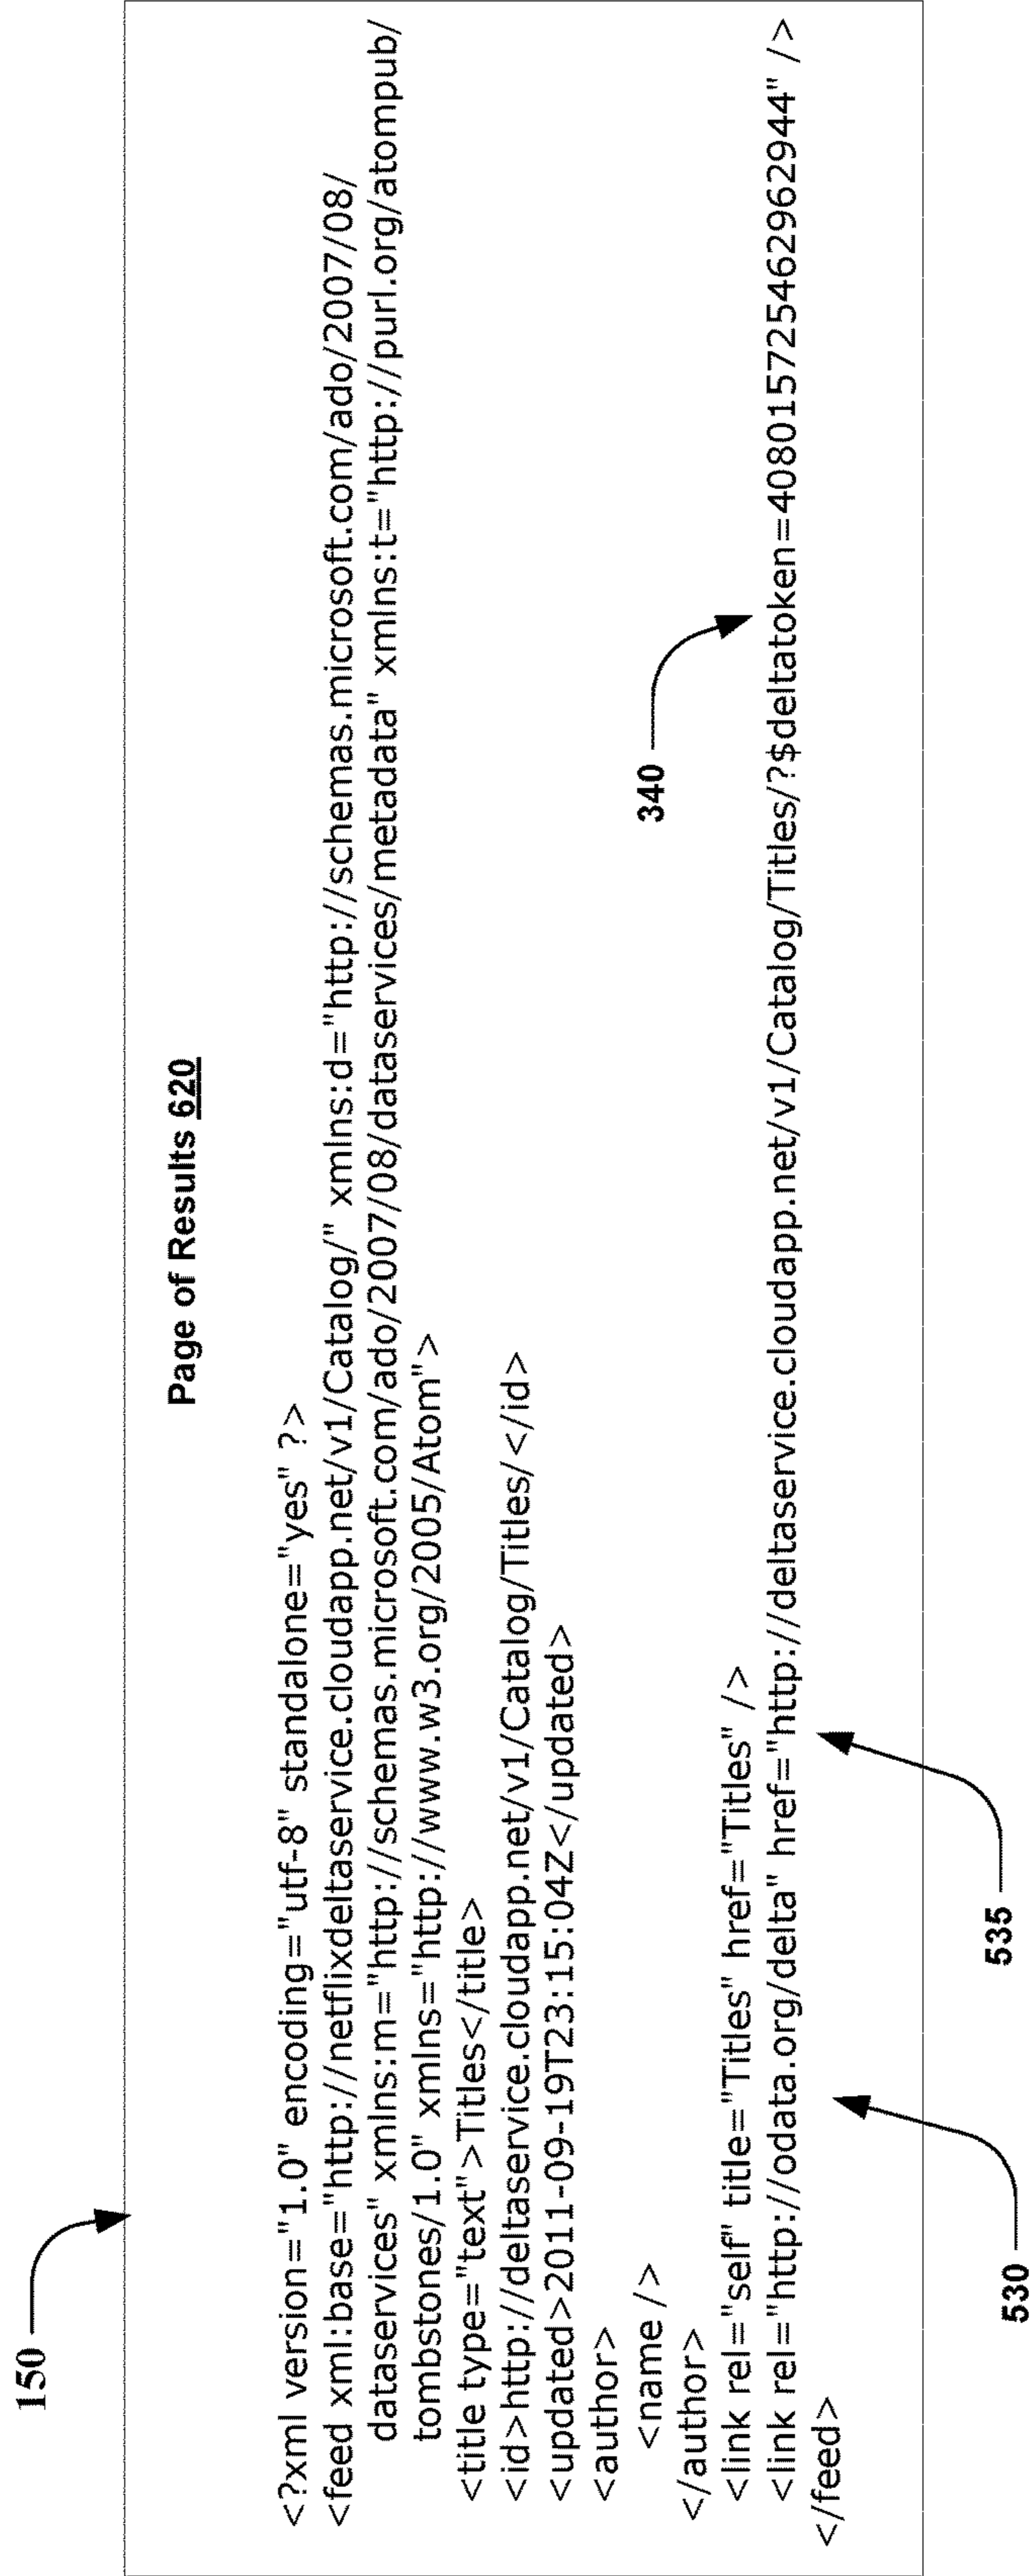 150
Page of Results 620
<?xml version="1.0" encoding="utf-8" standalone="yes" ?>
<feed xml:base="http://netflixdeltaservice.cloudapp.net/v1/Catalog/" xmlns:d="http://schemas.microsoft.com/ado/2007/08/
dataservices" xmlns:m="http://schemas.microsoft.com/ado/2007/08/dataservices/metadata" xmlns:t="http://purl.org/atompub/
tombstones/1.0" xmlns="http://www.w3.org/2005/Atom">
<title type="text">Titles</title>
<id>http://deltaservice.cloudapp.net/v1/Catalog/Titles/</id>
<updated>2011-09-19T23:15:04Z</updated>
<author>
<name />
</author>
340
<link rel="self" title="Titles" href="Titles" />
<link rel="http://odata.org/delta" href="http://deltaservice.cloudapp.net/v1/Catalog/Titles/?$deltatoken=4080157254629629​44" />
</feed>
530
535